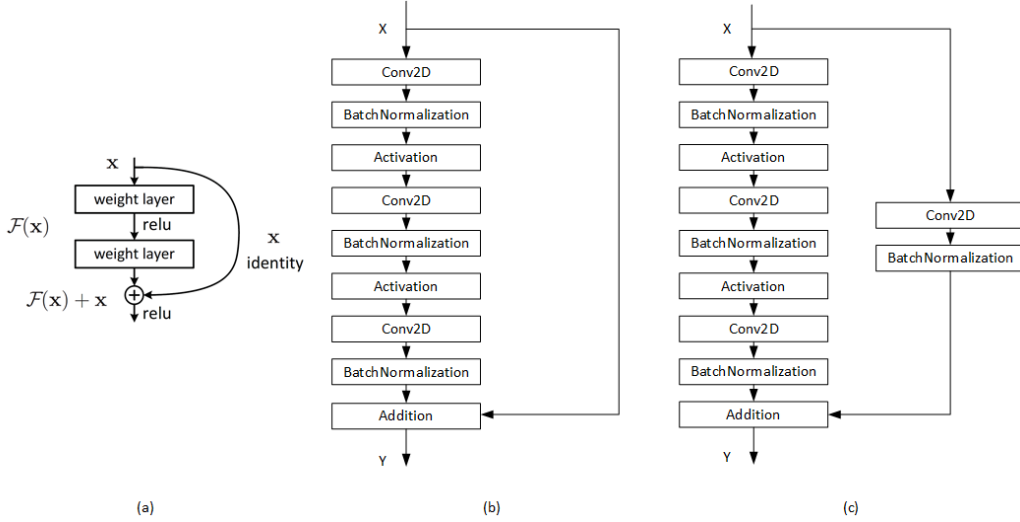 x
weight layer
relu
F(x)
weight layer
x
identity
F(x) + x
+
relu
(a)
X
Conv2D
BatchNormalization
Activation
Conv2D
BatchNormalization
Activation
Conv2D
BatchNormalization
Addition
Y
(b)
X
Conv2D
BatchNormalization
Activation
Conv2D
BatchNormalization
Activation
Conv2D
BatchNormalization
Addition
Y
Conv2D
BatchNormalization
(c)